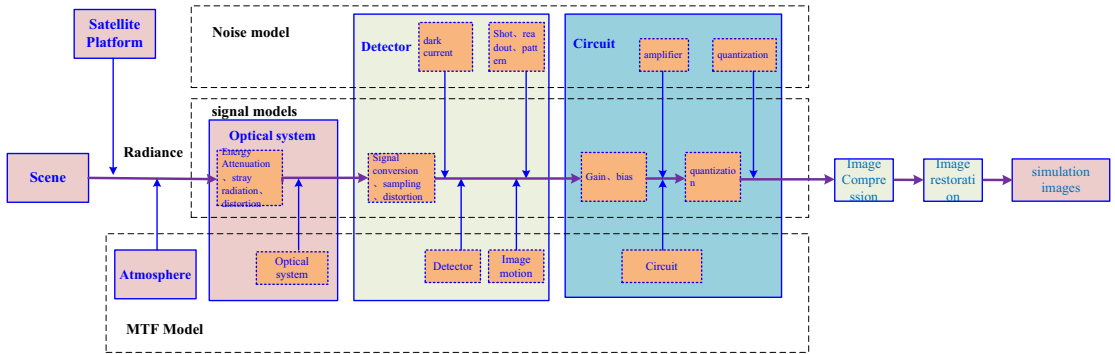 Satellite
Platform
Noise model
Detector
dark
current
Shot、rea
dout、patt
ern
Circuit
amplifier
quantization
signal models
Optical system
Radiance
Scene
Energy
Attenuation
、stray
radiation、
distortion
Signal
conversion
、sampling
、distortion
Gain、bias
quantizatio
n
Image
Compre
ssion
Image
restorati
on
simulation
images
Atmosphere
Optical
system
Detector
Image
motion
Circuit
MTF Model